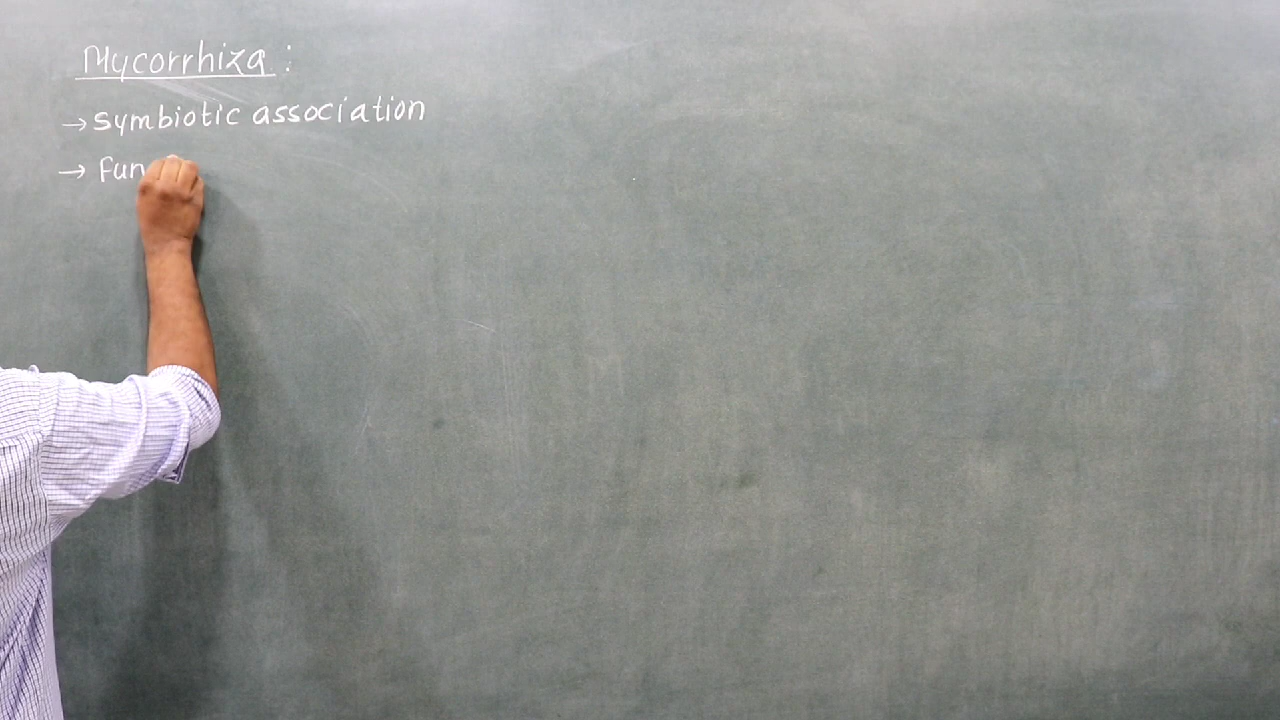 Mycorrhiza :
→ Symbiotic association
→ Fun